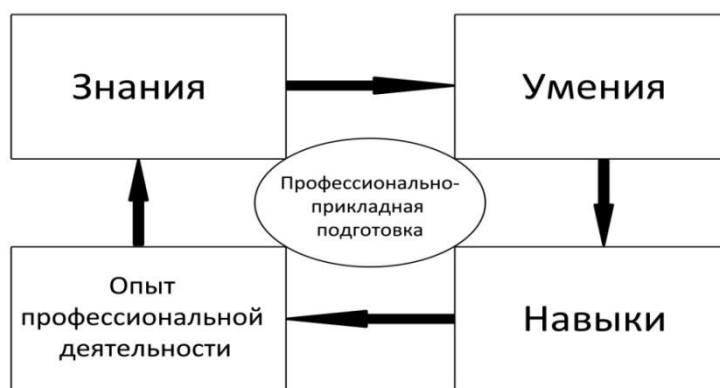 Знания
Умения
Профессионально-
прикладная
подготовка
Опыт
профессиональной
деятельности
Навыки